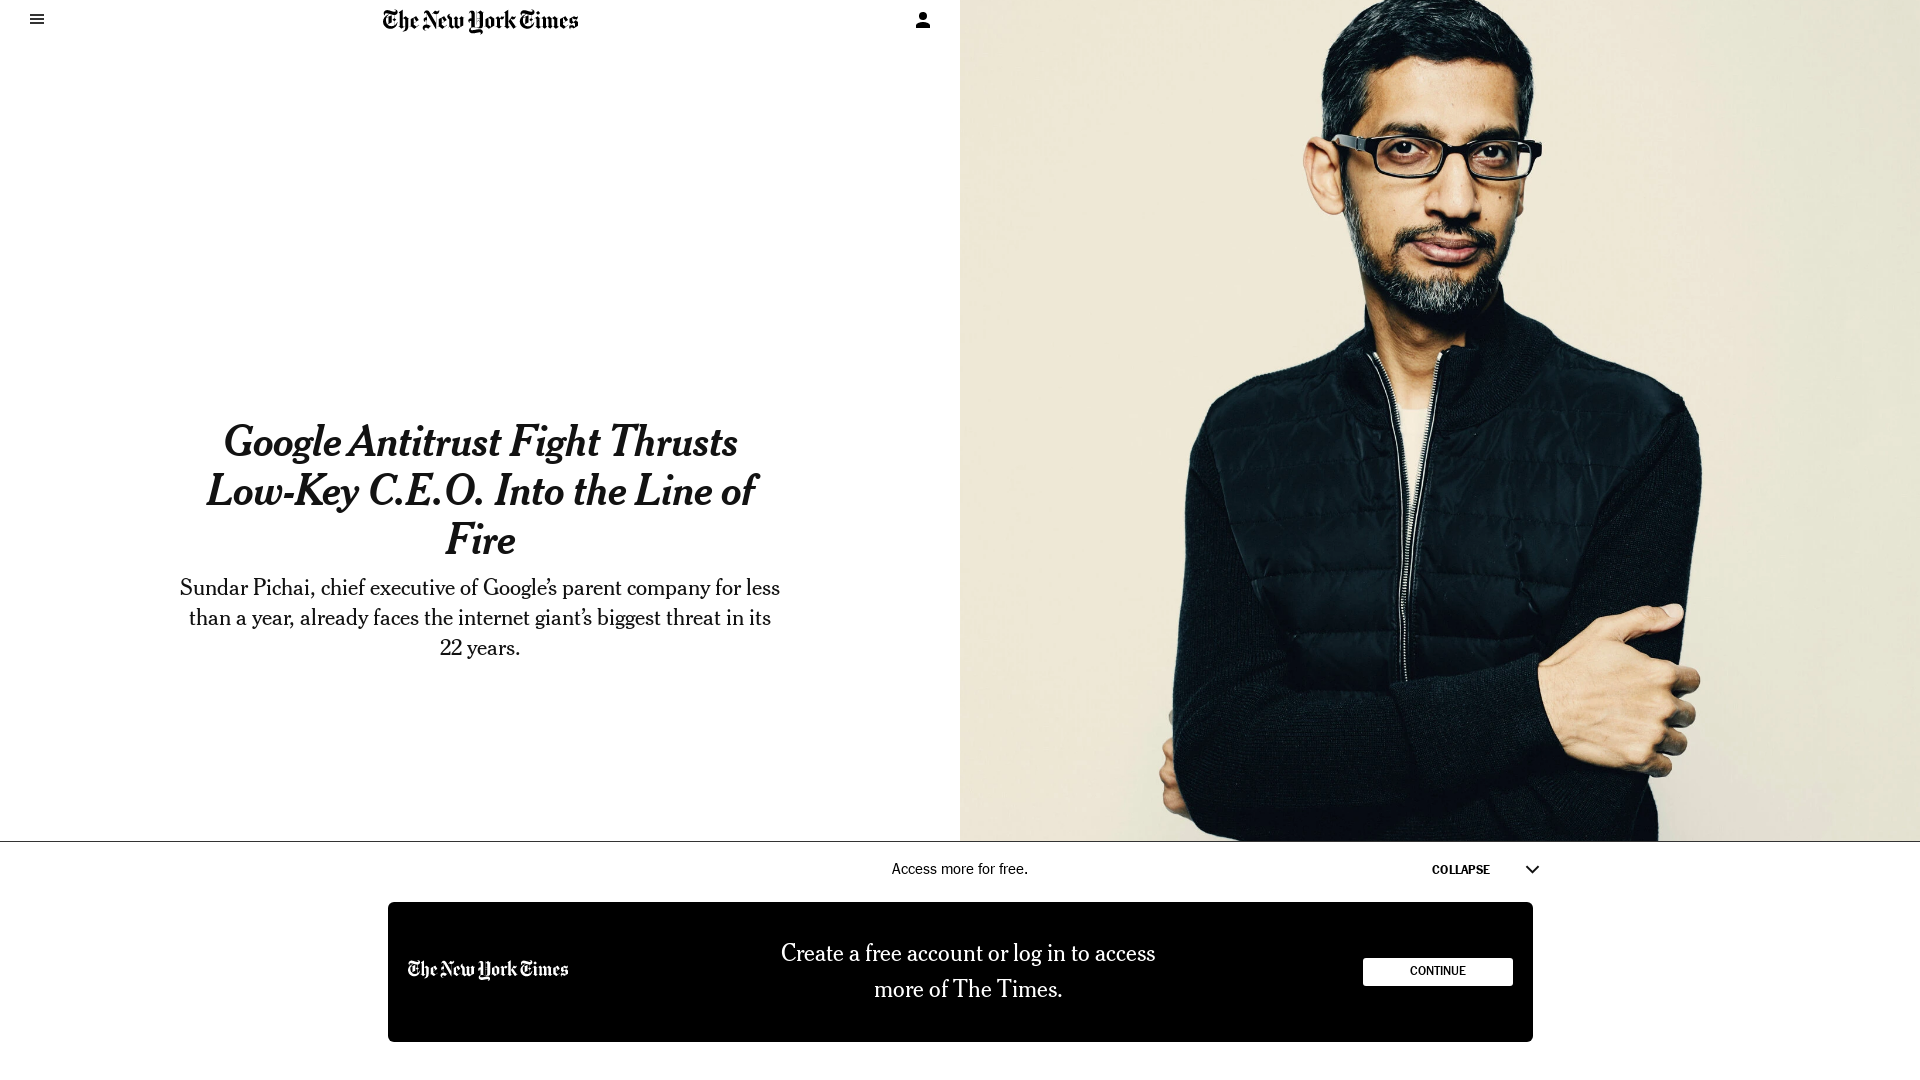 The New York Times
Google Antitrust Fight Thrusts
Low-Key C.E.O. Into the Line of
Fire
Sundar Pichai, chief executive of Google’s parent company for less
than a year, already faces the internet giant’s biggest threat in its
22 years.
Access more for free.
COLLAPSE
The New York Times
Create a free account or log in to access
more of The Times.
CONTINUE